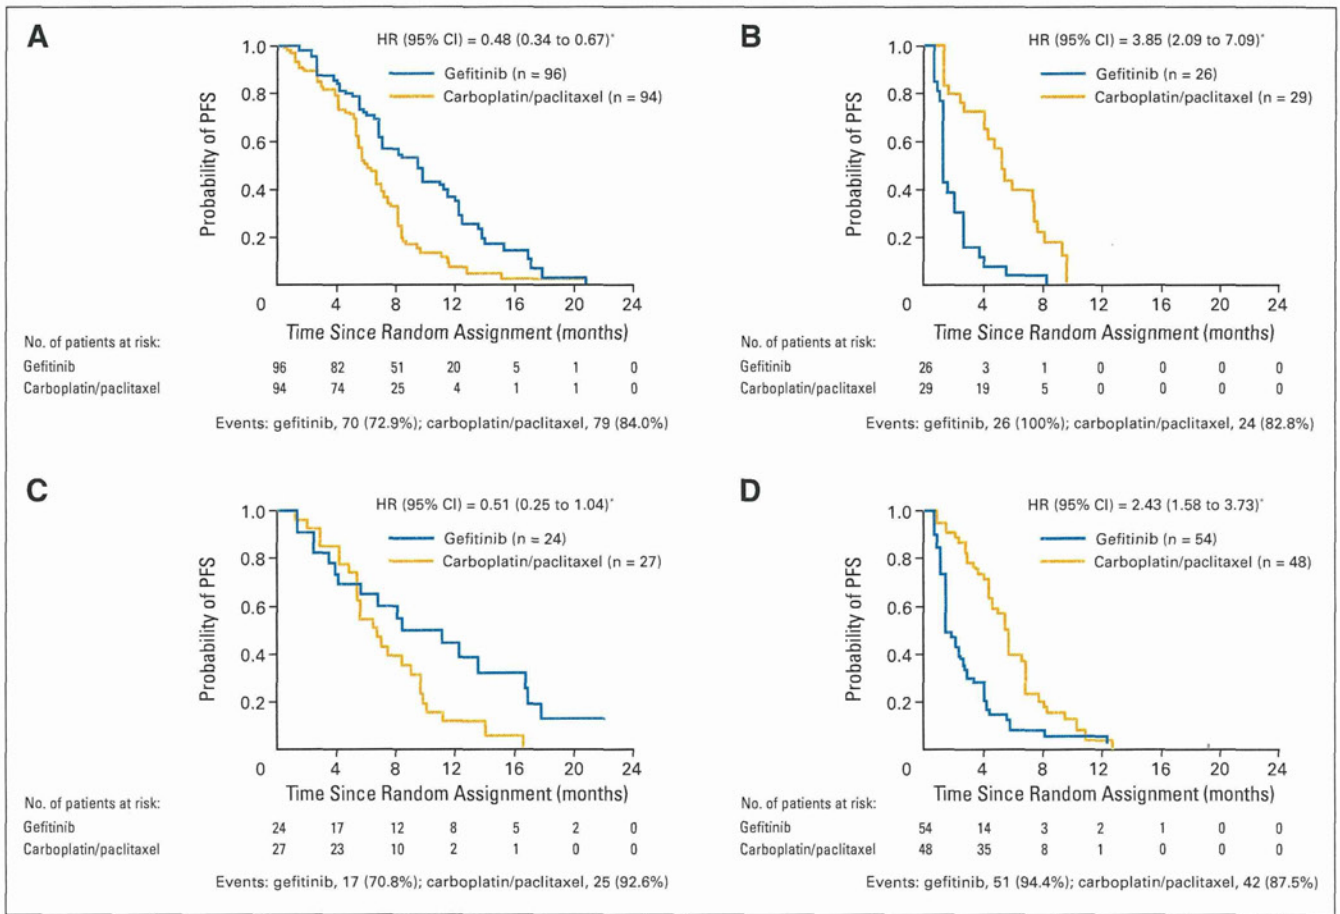 A
HR (95% CI) = 0.48 (0.34 to 0.67)*
Gefitinib (n = 96)
Carboplatin/paclitaxel (n = 94)
Probability of PFS
1.0
0.8
0.6
0.4
0.2
0 4 8 12 16 20 24
Time Since Random Assignment (months)
No. of patients at risk:
Gefitinib 96 82 51 20 5 1 0
Carboplatin/paclitaxel 94 74 25 4 1 1 0
Events: gefitinib, 70 (72.9%); carboplatin/paclitaxel, 79 (84.0%)
B
HR (95% CI) = 3.85 (2.09 to 7.09)*
Gefitinib (n = 26)
Carboplatin/paclitaxel (n = 29)
Probability of PFS
1.0
0.8
0.6
0.4
0.2
0 4 8 12 16 20 24
Time Since Random Assignment (months)
No. of patients at risk:
Gefitinib 26 3 1 0 0 0 0
Carboplatin/paclitaxel 29 19 5 0 0 0 0
Events: gefitinib, 26 (100%); carboplatin/paclitaxel, 24 (82.8%)
C
HR (95% CI) = 0.51 (0.25 to 1.04)*
Gefitinib (n = 24)
Carboplatin/paclitaxel (n = 27)
Probability of PFS
1.0
0.8
0.6
0.4
0.2
0 4 8 12 16 20 24
Time Since Random Assignment (months)
No. of patients at risk:
Gefitinib 24 17 12 8 5 2 0
Carboplatin/paclitaxel 27 23 10 2 1 0 0
Events: gefitinib, 17 (70.8%); carboplatin/paclitaxel, 25 (92.6%)
D
HR (95% CI) = 2.43 (1.58 to 3.73)*
Gefitinib (n = 54)
Carboplatin/paclitaxel (n = 48)
Probability of PFS
1.0
0.8
0.6
0.4
0.2
0 4 8 12 16 20 24
Time Since Random Assignment (months)
No. of patients at risk:
Gefitinib 54 14 3 2 1 0 0
Carboplatin/paclitaxel 48 35 8 1 0 0 0
Events: gefitinib, 51 (94.4%); carboplatin/paclitaxel, 42 (87.5%)